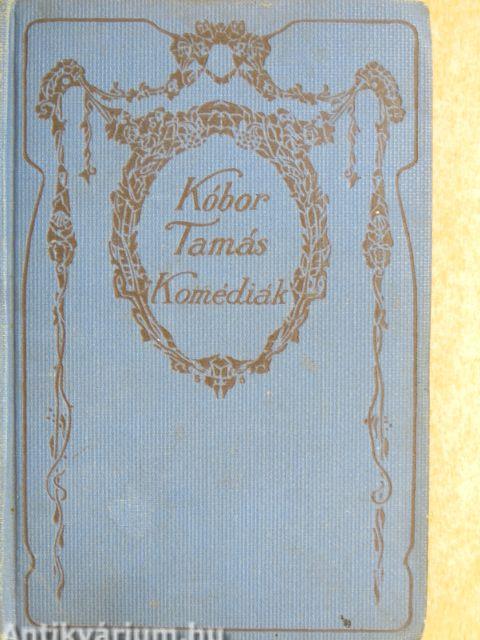 Kóbor
Tamás
Komédiák
Antikvárium.hu